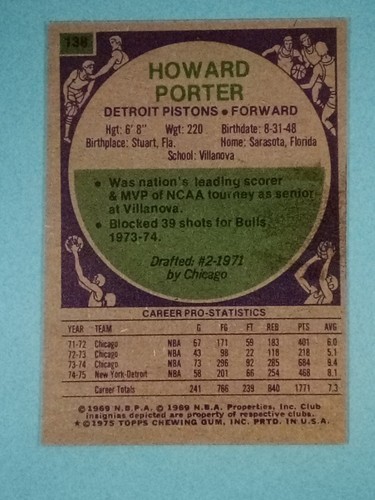 138
HOWARD
PORTER
DETROIT PISTONS • FORWARD
Hgt: 6' 8" Wgt: 220 Birthdate: 8-31-48
Birthplace: Stuart, Fla. Home: Sarasota, Florida
School: Villanova
• Was nation's leading scorer
& MVP of NCAA tourney as senior
at Villanova.
• Blocked 39 shots for Bulls,
1973-74.
Drafted: #2-1971
by Chicago
CAREER PRO-STATISTICS
YEAR TEAM G FG FT REB PTS AVG
71-72 Chicago NBA 67 171 59 183 401 6.0
72-73 Chicago NBA 43 98 22 118 218 5.1
73-74 Chicago NBA 73 296 92 285 684 9.4
74-75 New York-Detroit NBA 58 201 66 254 468 8.1
Career Totals 241 766 239 840 1771 7.3
© 1969 N.B.P.A. © 1969 N.B.A. Properties, Inc. Club
insignias depicted are property of respective clubs.
★ © 1975 TOPPS CHEWING GUM, INC. PRTD. IN U.S.A.